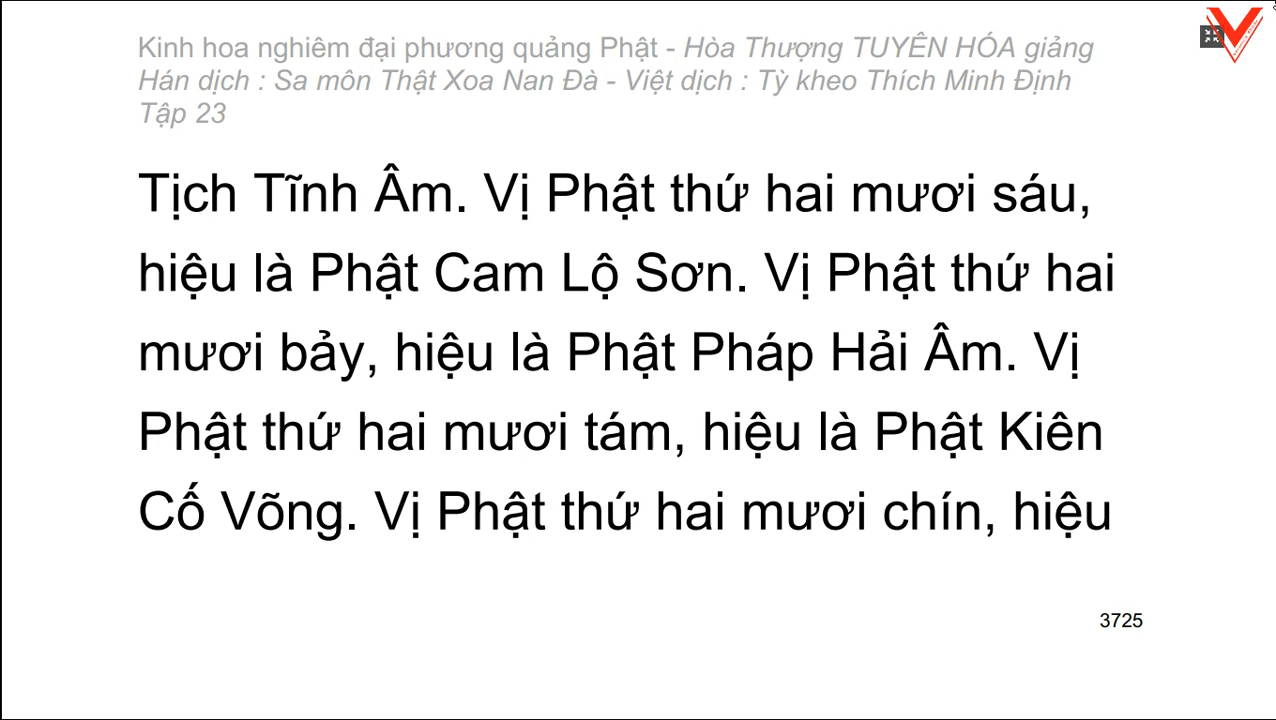 Kinh hoa nghiêm đại phương quảng Phật - Hòa Thượng TUYÊN HÓA giảng
Hán dịch : Sa môn Thật Xoa Nan Đà - Việt dịch : Tỳ kheo Thích Minh Định
Tập 23
Tịch Tĩnh Âm. Vị Phật thứ hai mươi sáu,
hiệu là Phật Cam Lộ Sơn. Vị Phật thứ hai
mươi bảy, hiệu là Phật Pháp Hải Âm. Vị
Phật thứ hai mươi tám, hiệu là Phật Kiên
Cố Võng. Vị Phật thứ hai mươi chín, hiệu
3725